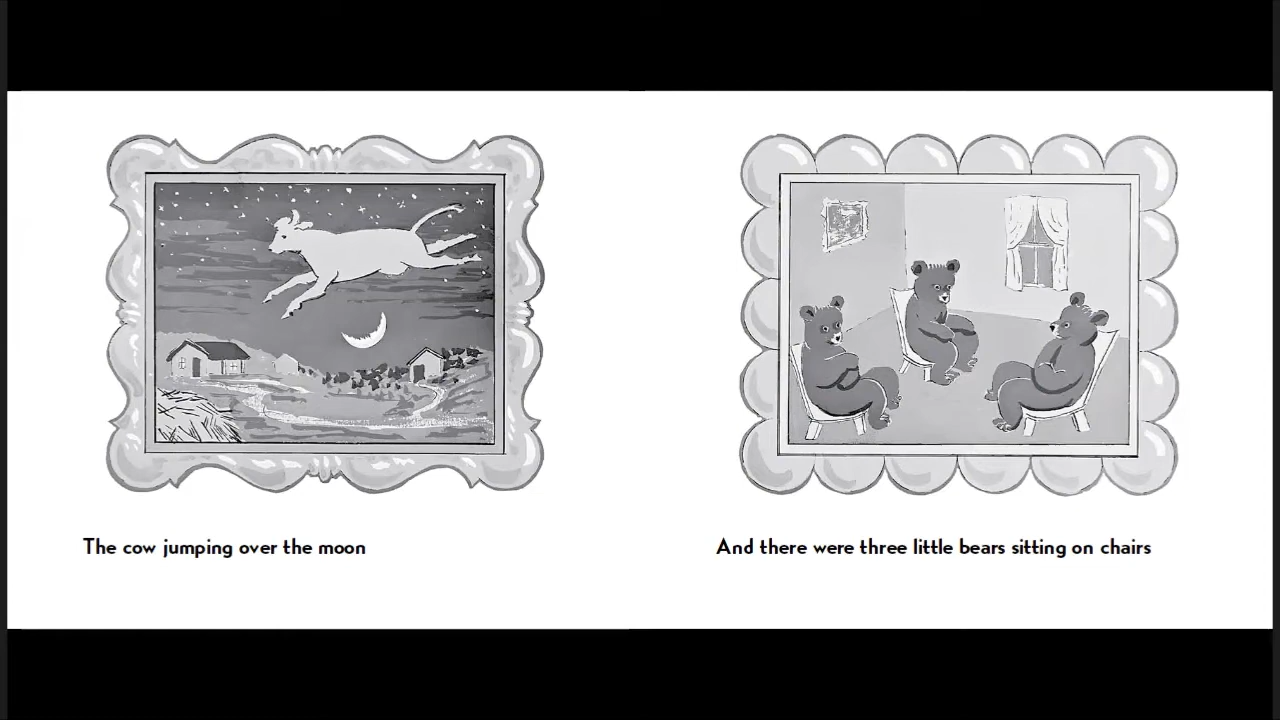 The cow jumping over the moon
And there were three little bears sitting on chairs